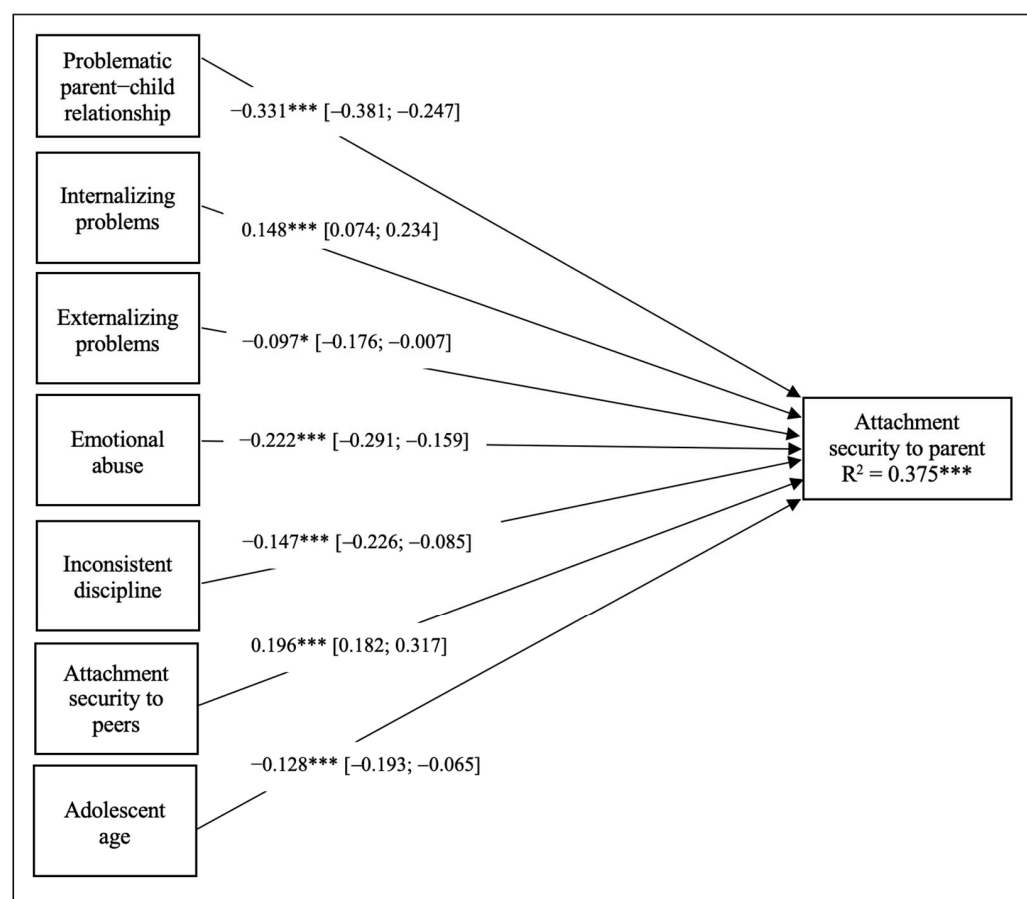 Problematic
parent−child
relationship
−0.331*** [–0.381; –0.247]
Internalizing
problems
0.148*** [0.074; 0.234]
Externalizing
problems
−0.097* [–0.176; –0.007]
Emotional
abuse
−0.222*** [–0.291; –0.159]
Inconsistent
discipline
−0.147*** [–0.226; –0.085]
Attachment
security to
peers
0.196*** [0.182; 0.317]
Adolescent
age
−0.128*** [–0.193; –0.065]
Attachment
security to parent
R² = 0.375***